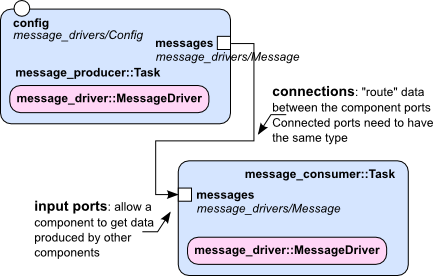 config
message_drivers/Config
messages
message_drivers/Message
message_producer::Task
message_driver::MessageDriver
connections: "route" data
between the component ports
Connected ports need to have
the same type
message_consumer::Task
messages
message_drivers/Message
input ports: allow a
component to get data
produced by other
components
message_driver::MessageDriver